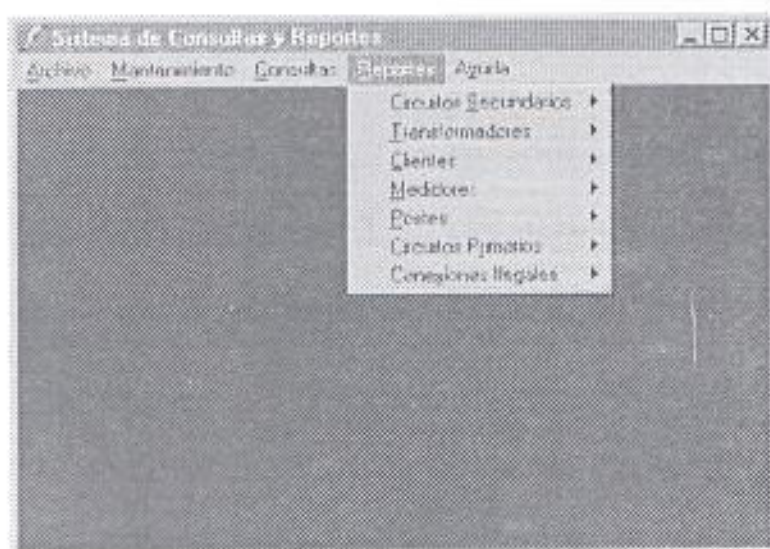 Sistema de Consultas y Reportes
Archivo Mantenimiento Consultas Reportes Ayuda
Circuitos Secundarios
Transformadores
Clientes
Medidores
Postes
Circuitos Primarios
Conexiones Ilegales